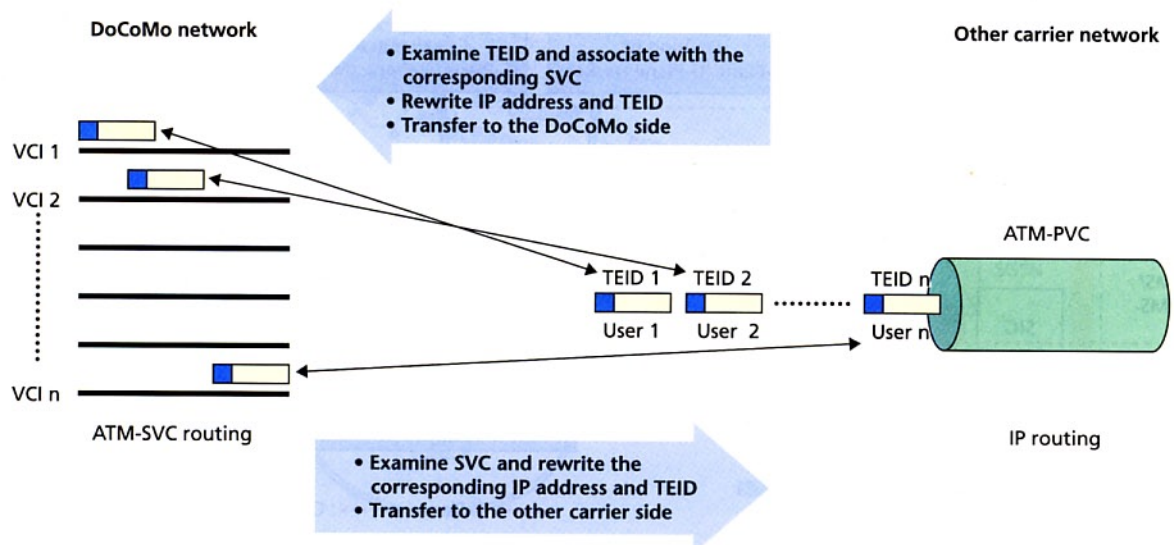 DoCoMo network
Other carrier network
• Examine TEID and associate with the
corresponding SVC
• Rewrite IP address and TEID
• Transfer to the DoCoMo side
VCI 1
VCI 2
VCI n
ATM-SVC routing
TEID 1
TEID 2
TEID n
User 1
User 2
User n
ATM-PVC
IP routing
• Examine SVC and rewrite the
corresponding IP address and TEID
• Transfer to the other carrier side